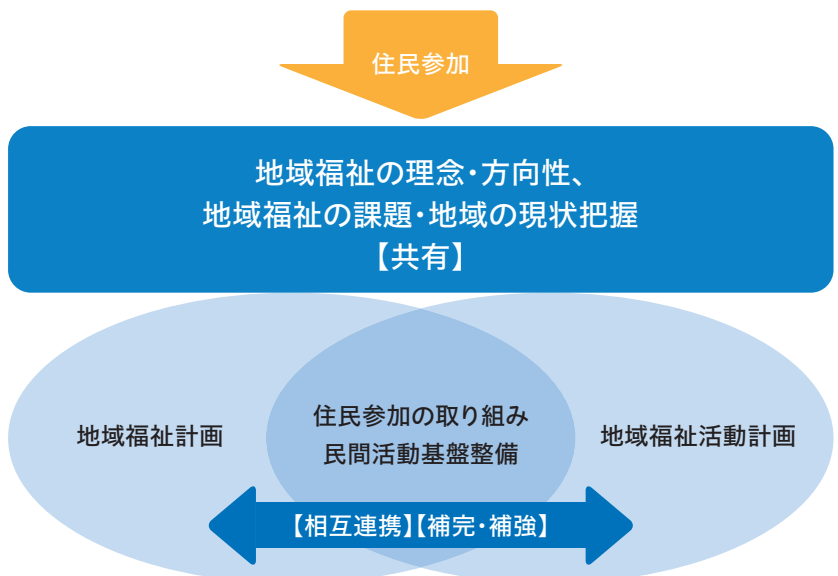 住民参加
地域福祉の理念・方向性、
地域福祉の課題・地域の現状把握
【共有】
地域福祉計画
住民参加の取り組み
民間活動基盤整備
地域福祉活動計画
【相互連携】【補完・補強】